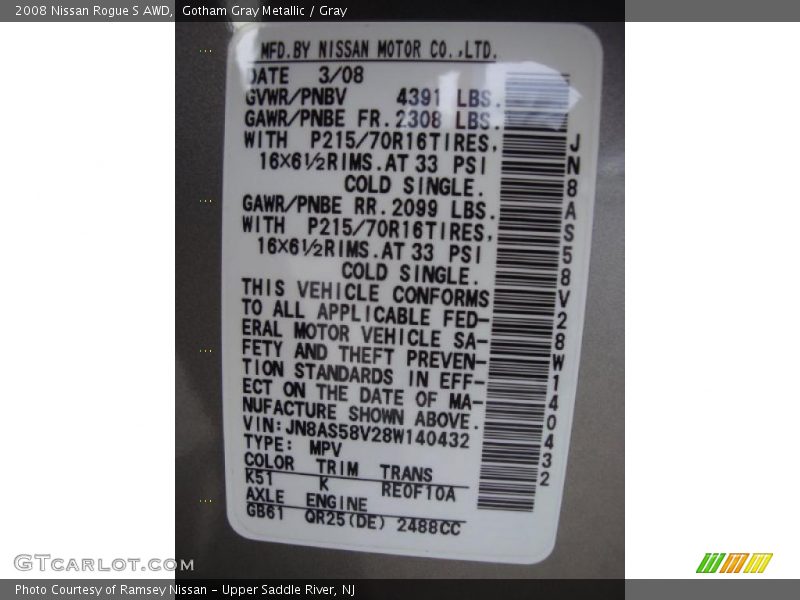 2008 Nissan Rogue S AWD,  Gotham Gray Metallic / Gray
MFD.BY NISSAN MOTOR CO.,LTD.
DATE 3/08
GVWR/PNBV 4391 LBS.
GAWR/PNBE FR.2308 LBS.
WITH P215/70R16TIRES,
16×6½RIMS.AT 33 PSI
COLD SINGLE.
GAWR/PNBE RR.2099 LBS.
WITH P215/70R16TIRES,
16×6½RIMS.AT 33 PSI
COLD SINGLE.
THIS VEHICLE CONFORMS
TO ALL APPLICABLE FED-
ERAL MOTOR VEHICLE SA-
FETY AND THEFT PREVEN-
TION STANDARDS IN EFF-
ECT ON THE DATE OF MA-
NUFACTURE SHOWN ABOVE.
VIN:JN8AS58V28W140432
TYPE: MPV
COLOR TRIM TRANS
K51 K RE0F10A
AXLE ENGINE
GB61 QR25(DE) 2488CC
JN8AS58V28W140432
GTCARLOT.COM
Photo Courtesy of Ramsey Nissan - Upper Saddle River, NJ